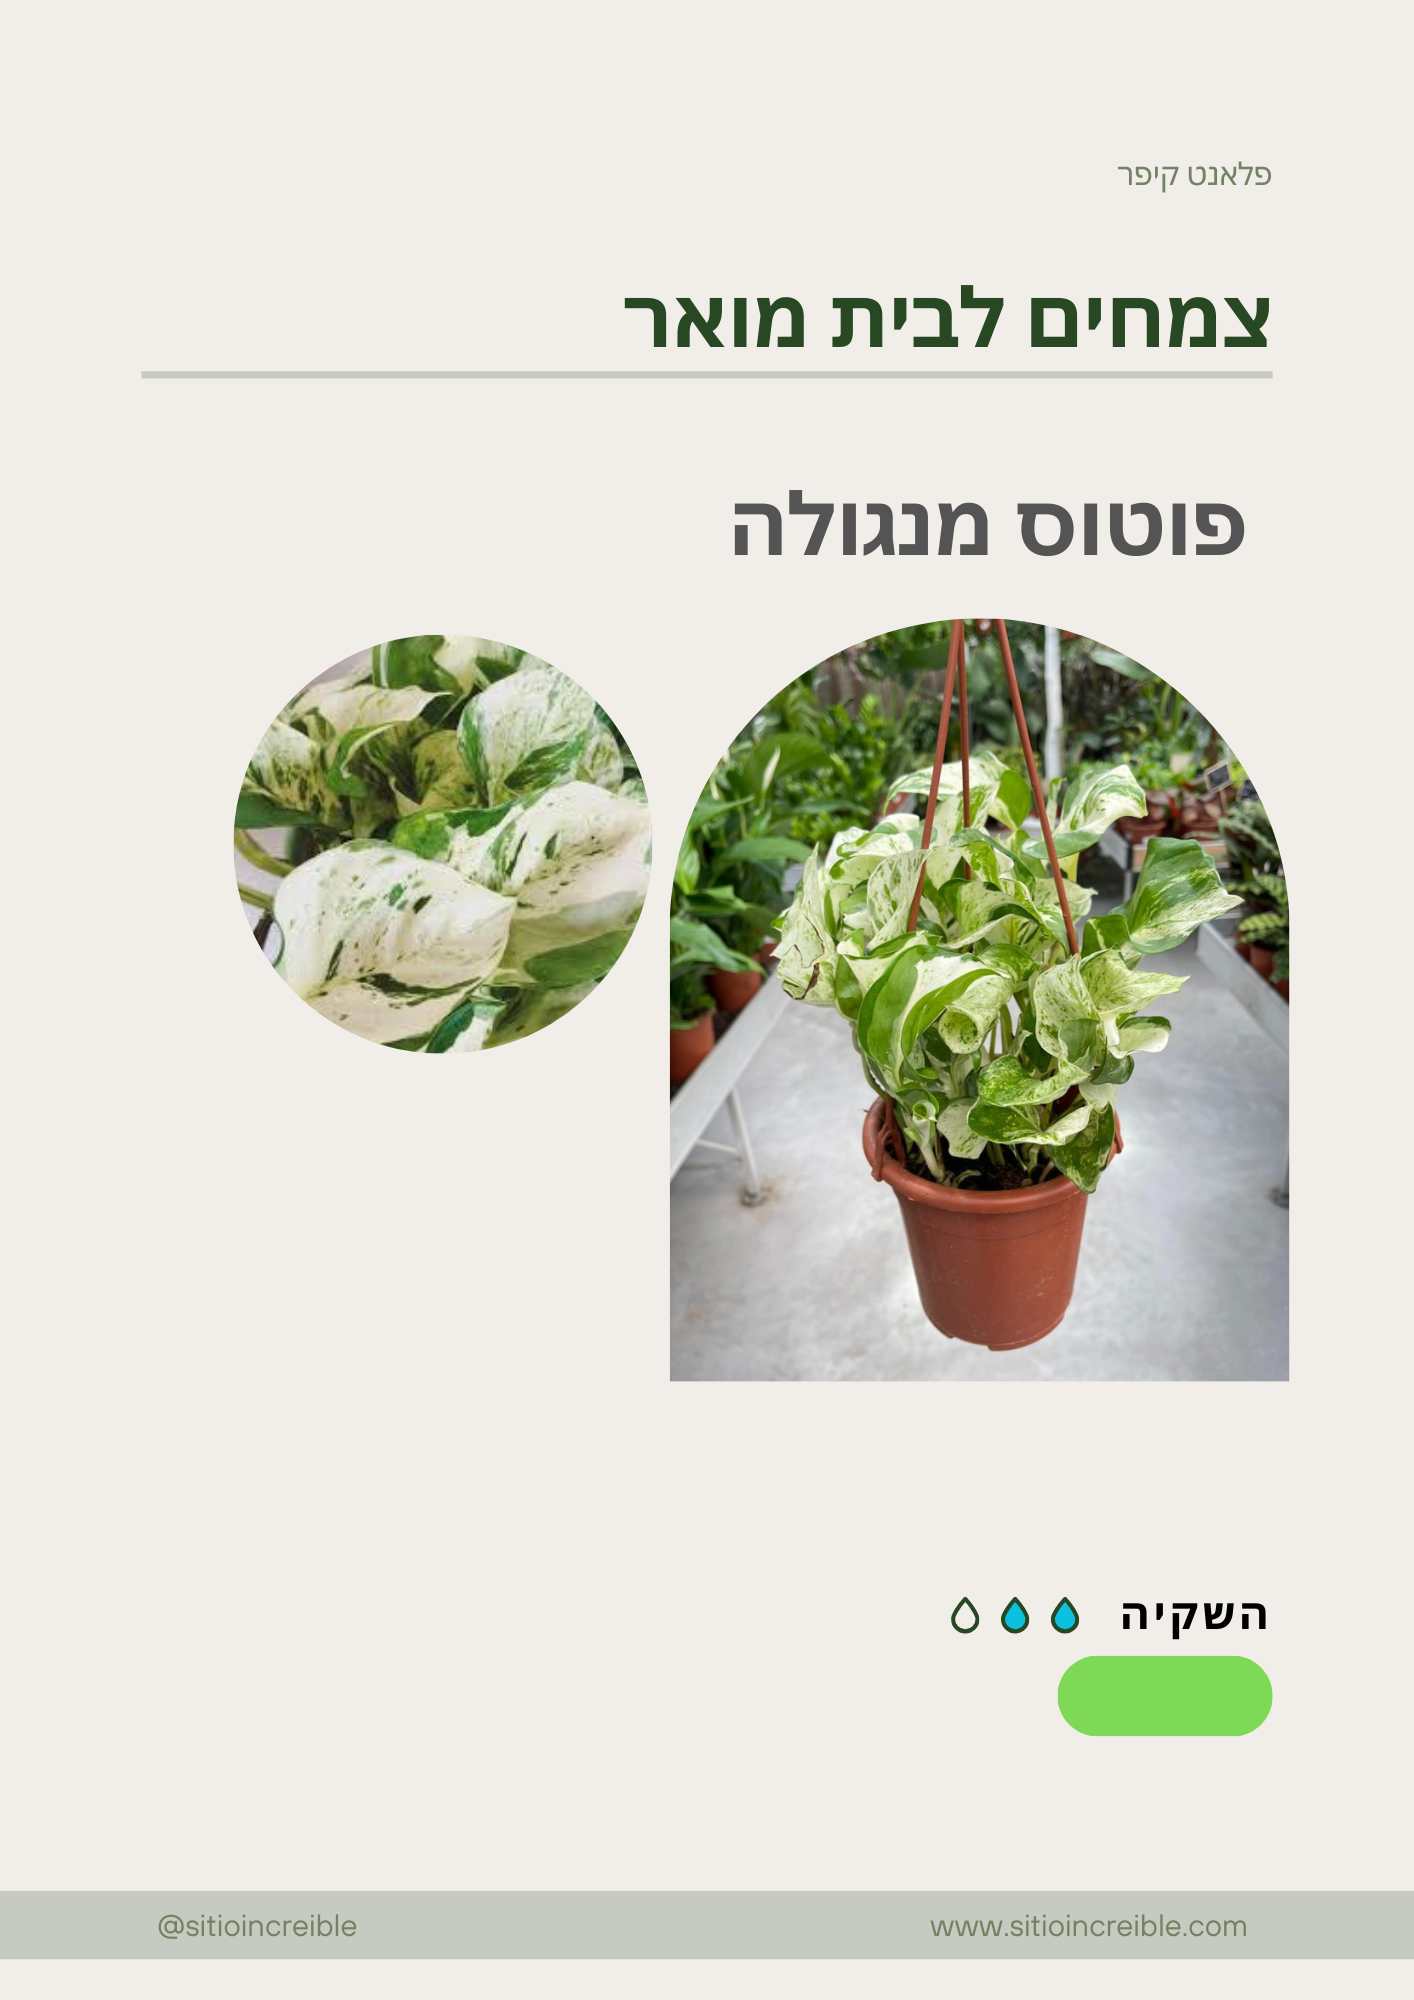 פלאנט קיפר
צמחים לבית מואר
פוטוס מנגולה
השקיה
@sitioincreible
www.sitioincreible.com